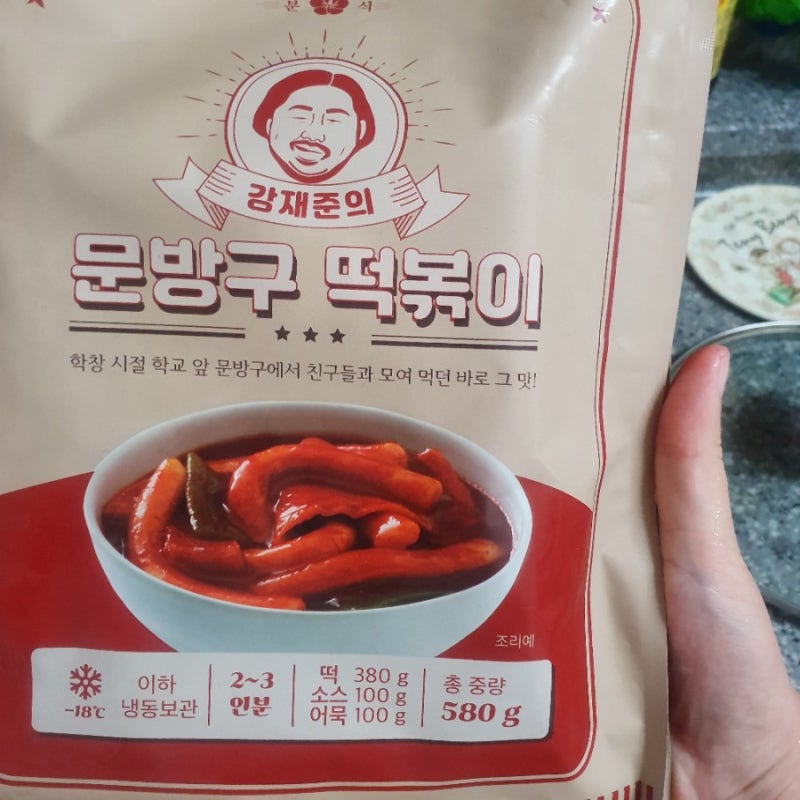 분 식
강재준의
문방구 떡볶이
학창 시절 학교 앞 문방구에서 친구들과 모여 먹던 바로 그 맛!
조리예
-18℃
이하
냉동보관
2~3
인분
떡 380 g
소스 100 g
어묵 100 g
총 중량
580 g